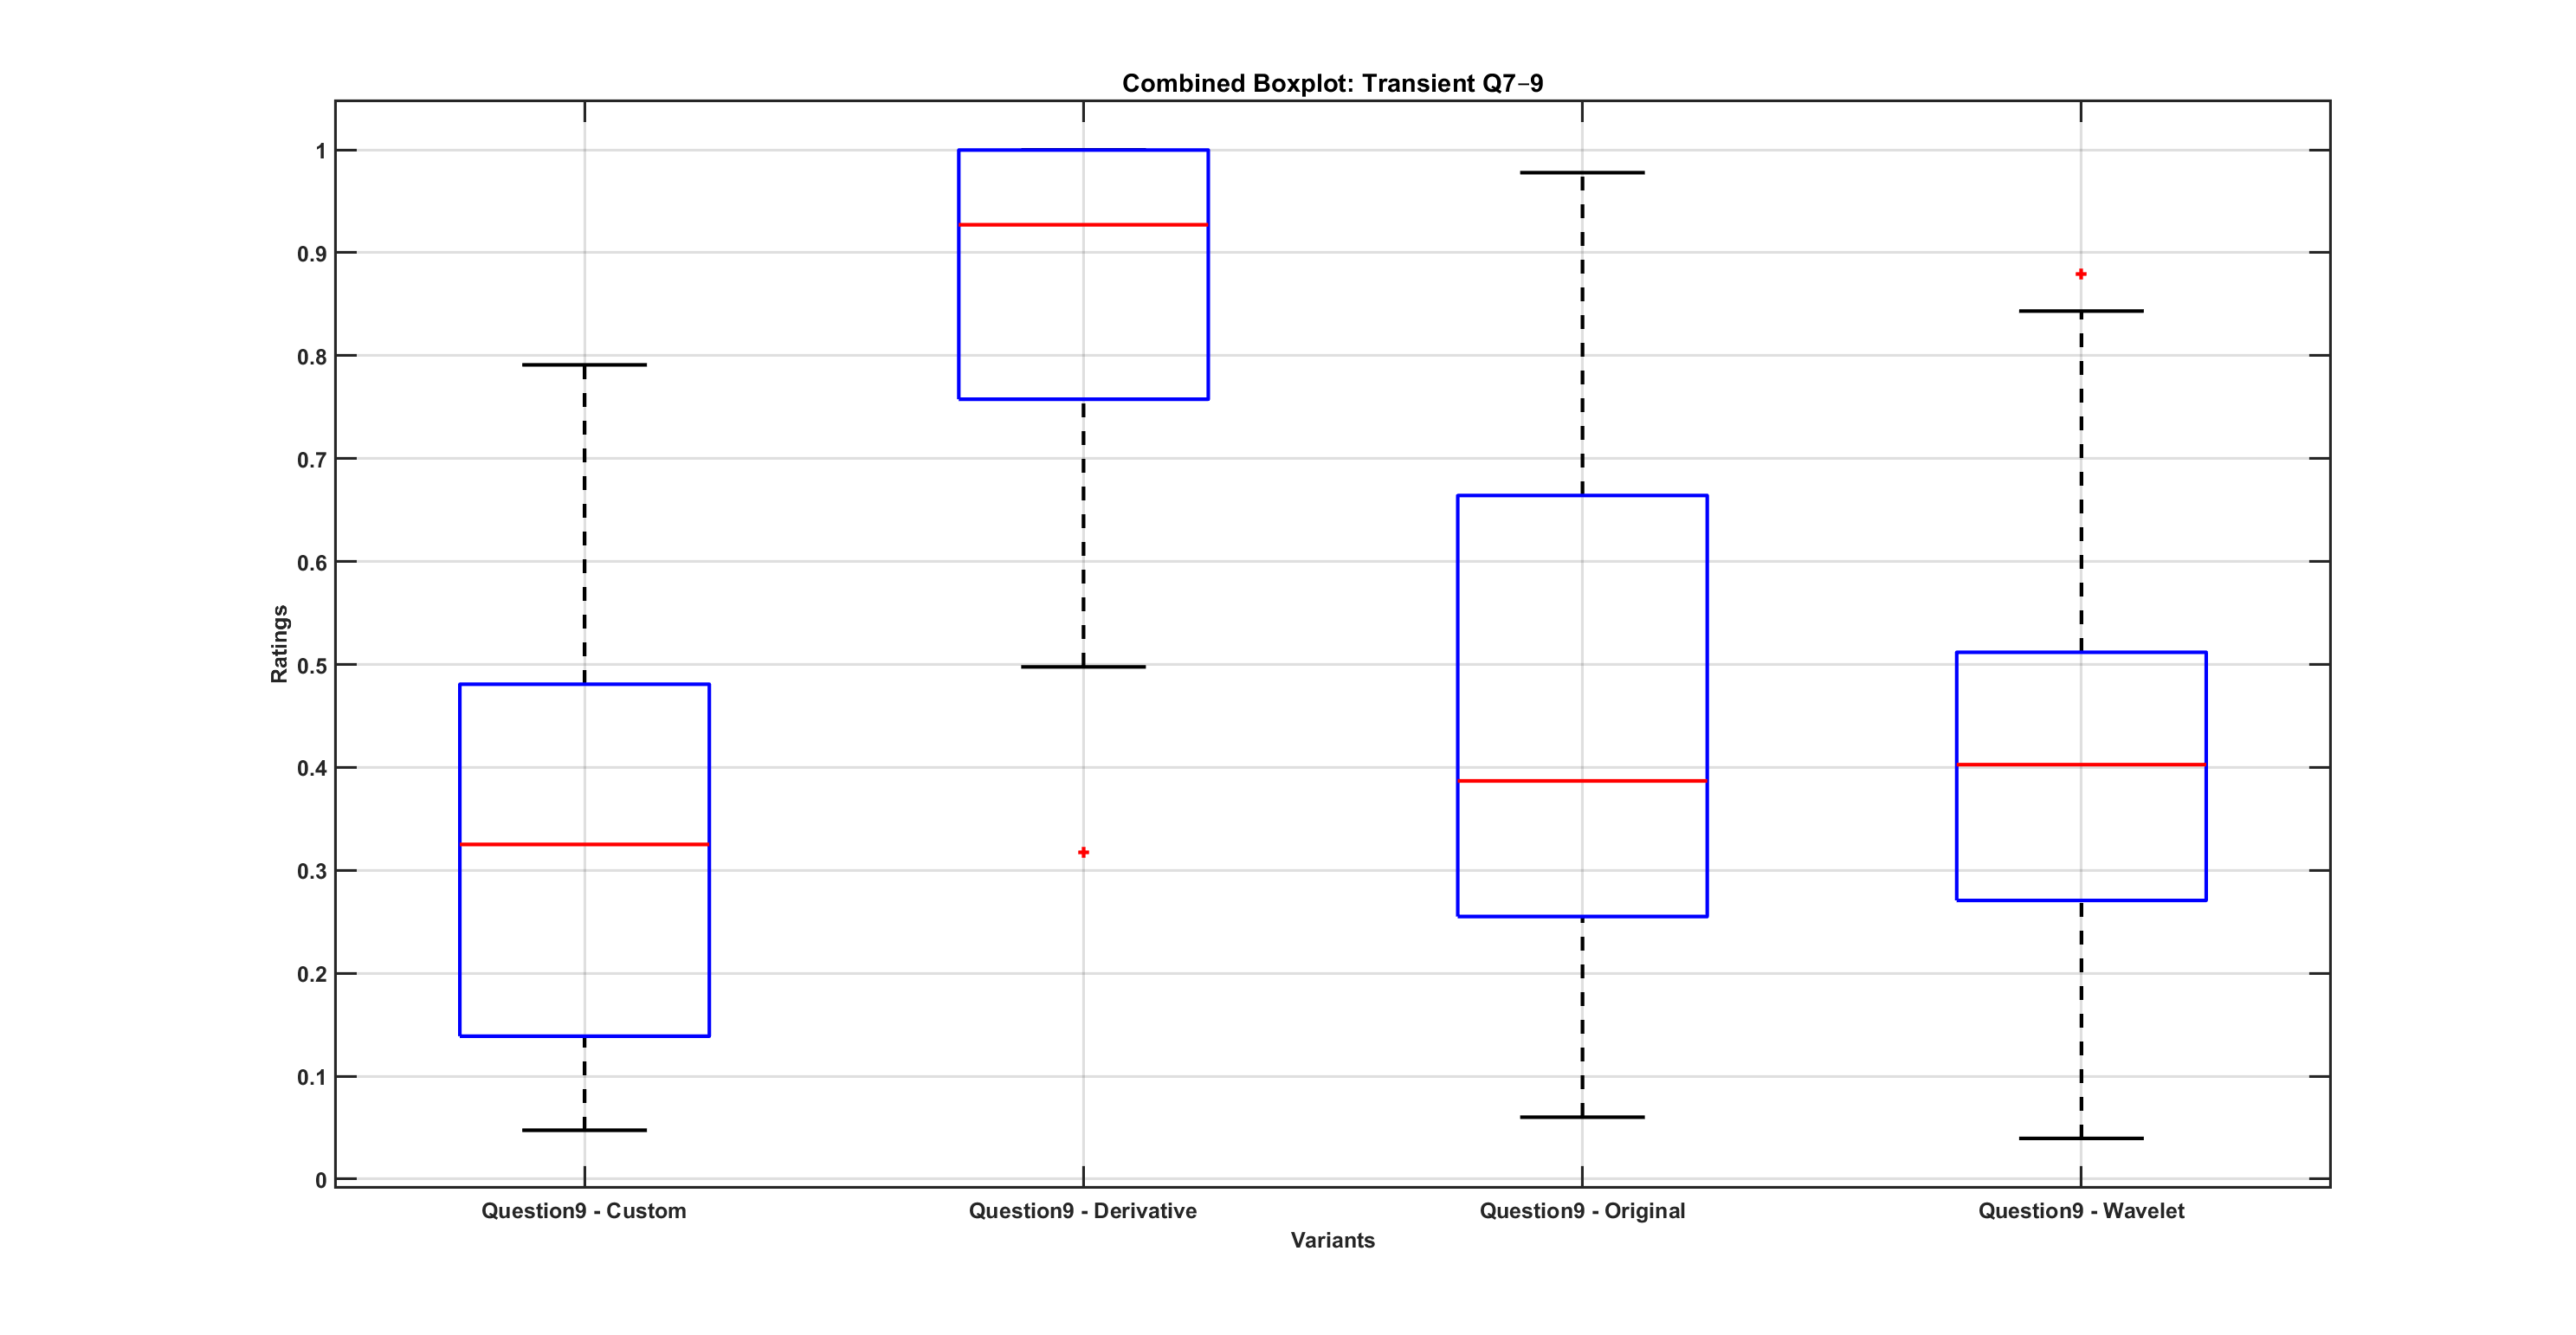 Combined Boxplot: Transient Q7−9
1
0.9
0.8
0.7
0.6
0.5
0.4
0.3
0.2
0.1
0
Ratings
Question9 - Custom
Question9 - Derivative
Question9 - Original
Question9 - Wavelet
Variants